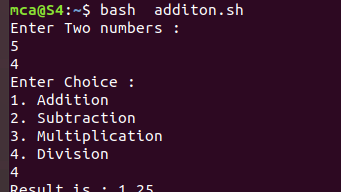 mca@S4:~$ bash  additon.sh
Enter Two numbers :
5
4
Enter Choice :
1. Addition
2. Subtraction
3. Multiplication
4. Division
4
Result is : 1.25